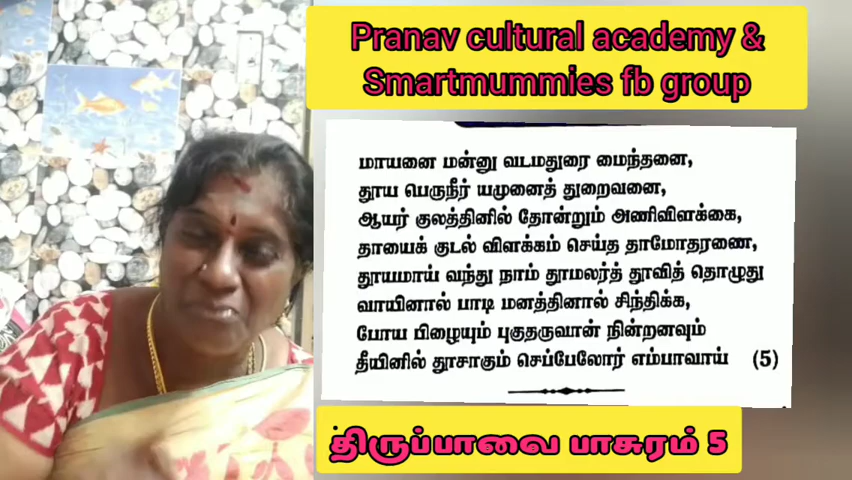 Pranav cultural academy &
Smartmummies fb group
மாயனை மன்னு வடமதுரை மைந்தனை,
தூய பெருநீர் யமுனைத் துறைவனை,
ஆயர் குலத்தினில் தோன்றும் அணிவிளக்கை,
தாயைக் குடல் விளக்கம் செய்த தாமோதரணை,
தூயமாய் வந்து நாம் தூமலர்த் தூவித் தொழுது
வாயினால் பாடி மனத்தினால் சிந்திக்க,
போய பிழையும் புகுதருவான் நின்றனவும்
தீயினில் தூசாகும் செப்பேலோர் எம்பாவாய் (5)
திருப்பாவை பாசுரம் 5